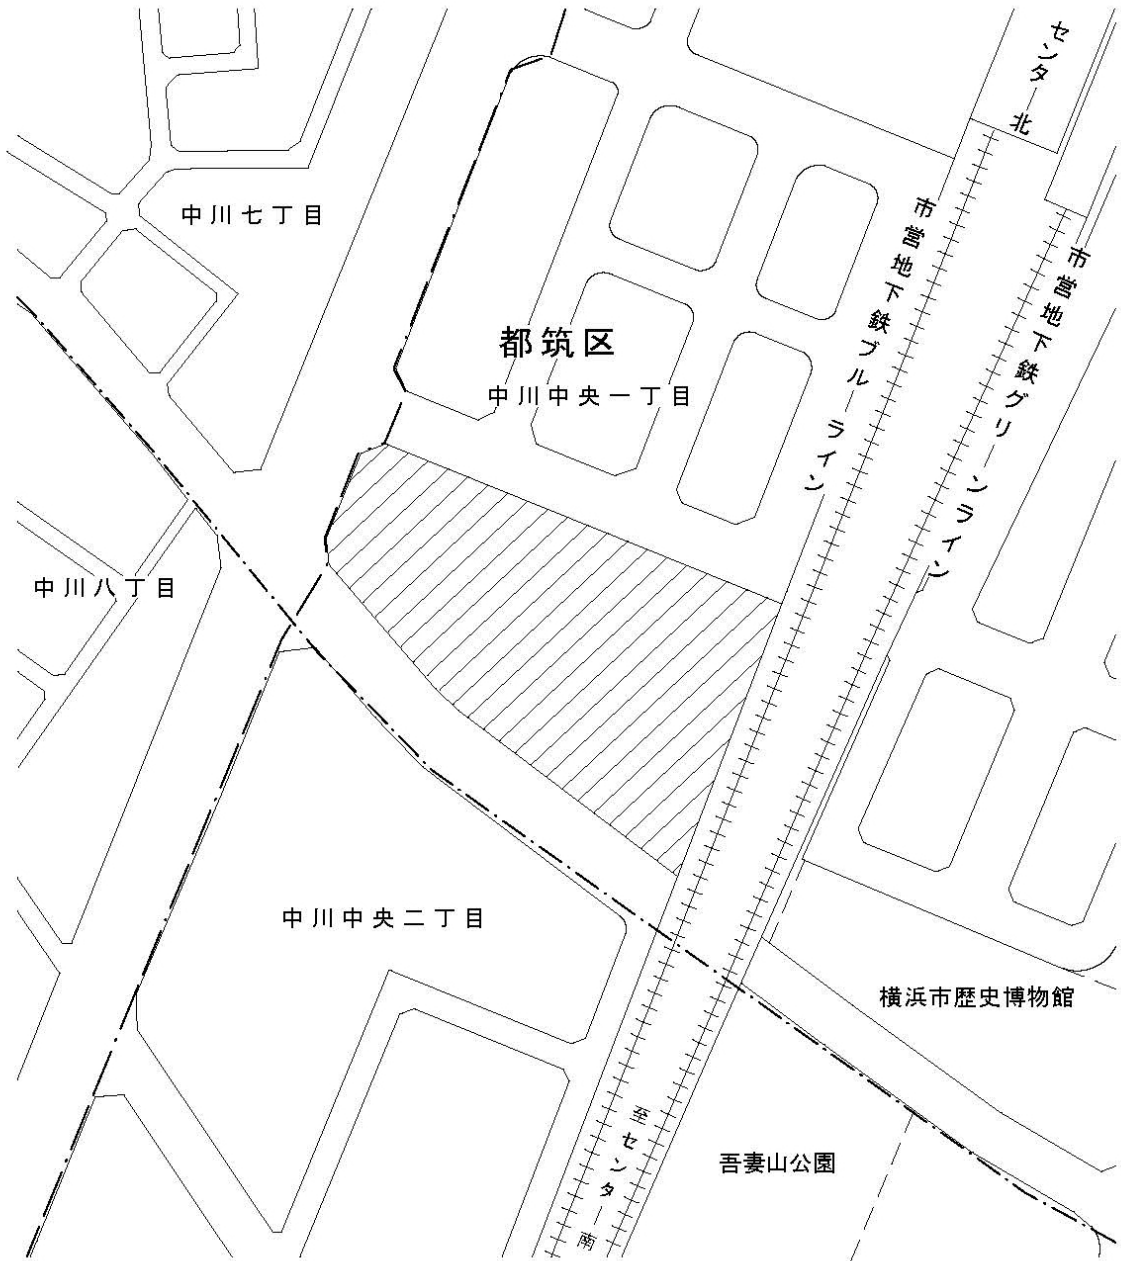 センター北
市営地下鉄ブルーライン
市営地下鉄グリーンライン
中川七丁目
都筑区
中川中央一丁目
中川八丁目
中川中央二丁目
横浜市歴史博物館
吾妻山公園
至センター南